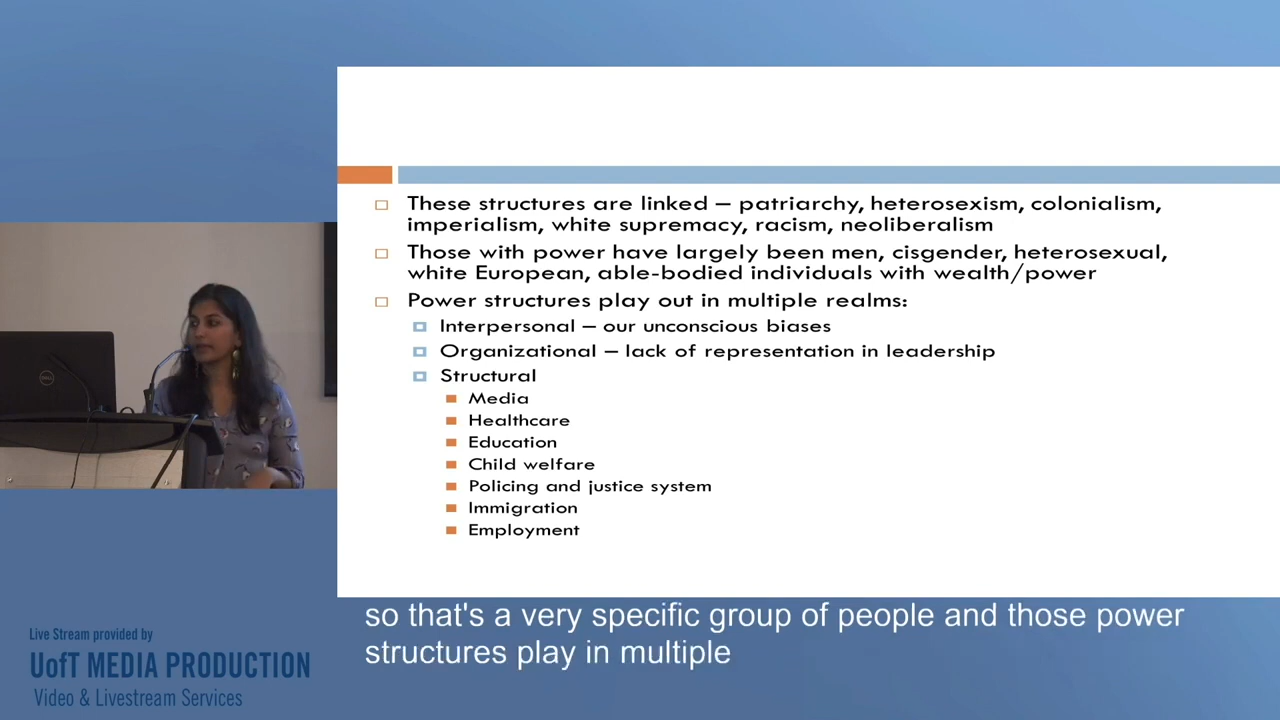 These structures are linked – patriarchy, heterosexism, colonialism,
imperialism, white supremacy, racism, neoliberalism
Those with power have largely been men, cisgender, heterosexual,
white European, able-bodied individuals with wealth/power
Power structures play out in multiple realms:
Interpersonal – our unconscious biases
Organizational – lack of representation in leadership
Structural
Media
Healthcare
Education
Child welfare
Policing and justice system
Immigration
Employment
so that's a very specific group of people and those power
structures play in multiple
Live Stream provided by
UofT MEDIA PRODUCTION
Video & Livestream Services
DELL